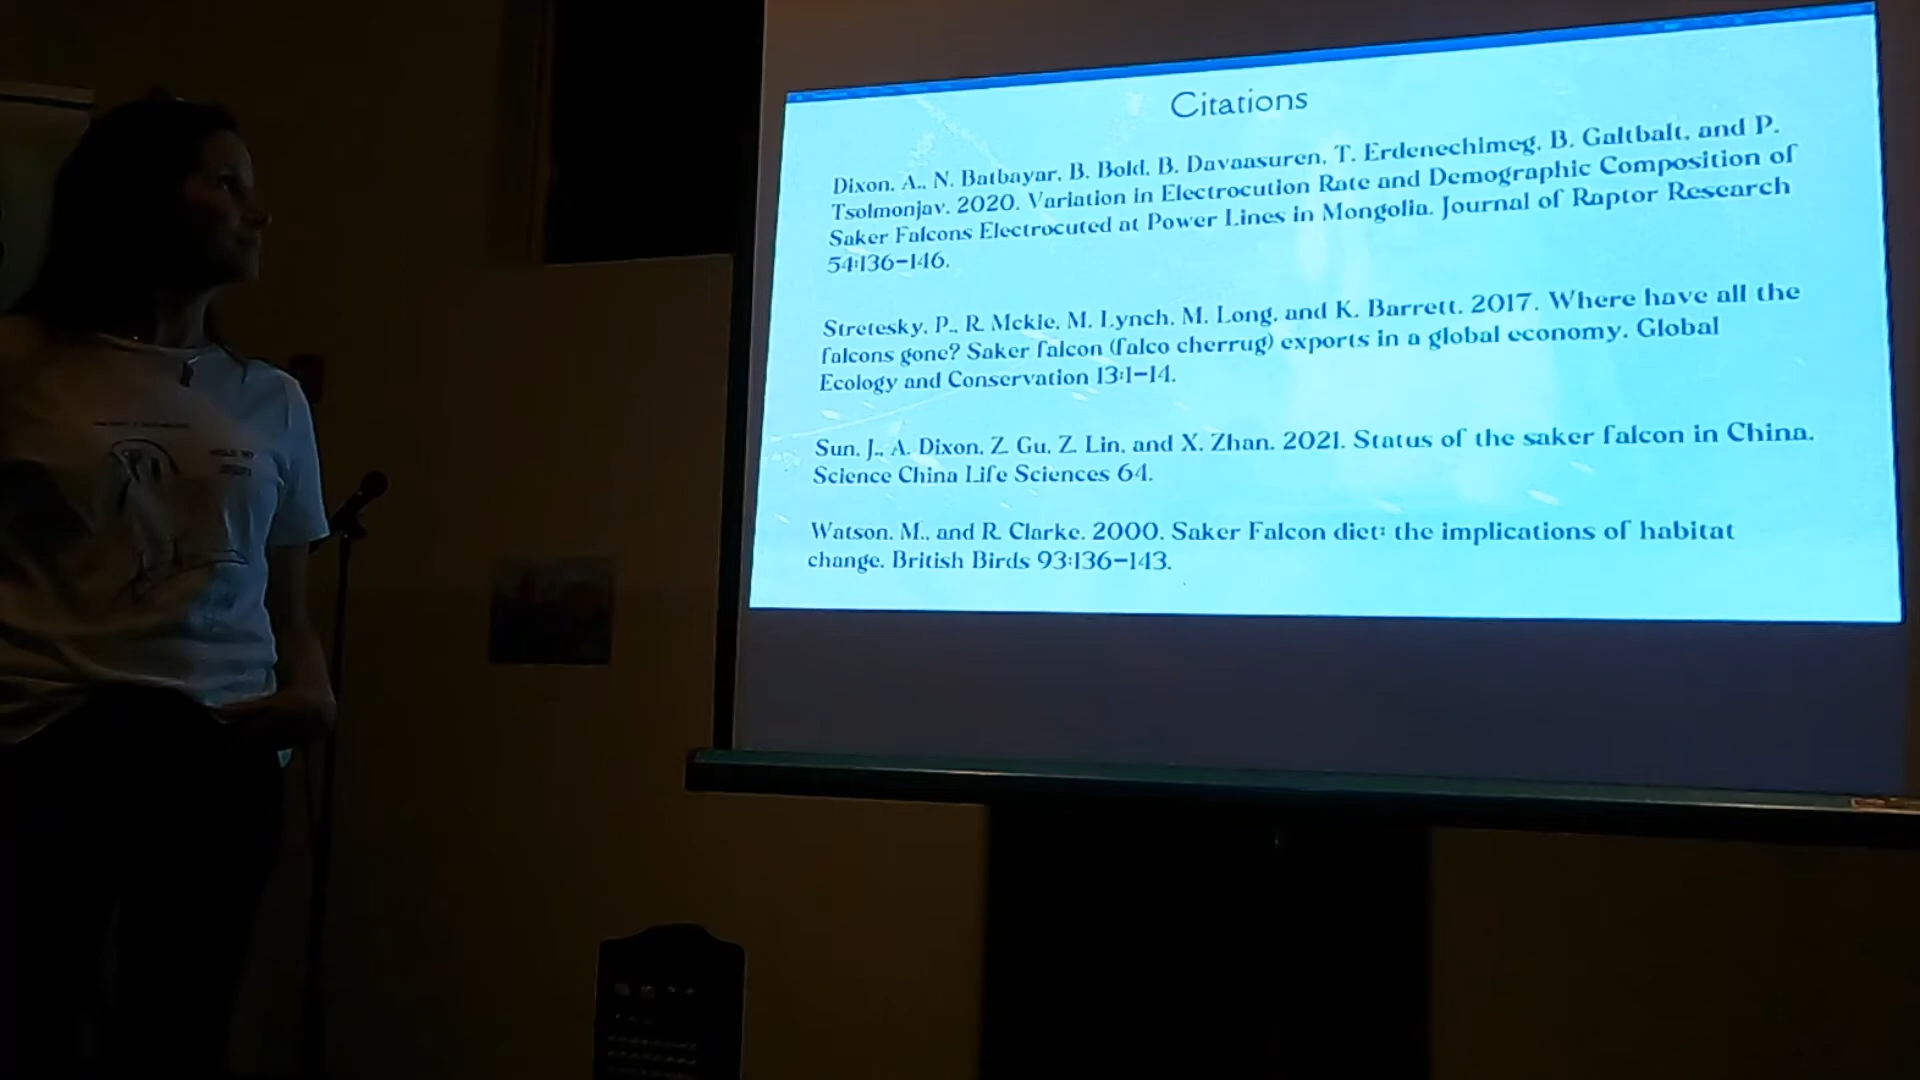 Citations
Dixon, A., N. Batbayar, B. Bold, B. Davaasuren, T. Erdenechimeg, B. Galtbalt, and P.
Tsolmonjav. 2020. Variation in Electrocution Rate and Demographic Composition of
Saker Falcons Electrocuted at Power Lines in Mongolia. Journal of Raptor Research
54:136-146.
Stretesky, P., R. Mckie, M. Lynch, M. Long, and K. Barrett. 2017. Where have all the
falcons gone? Saker falcon (falco cherrug) exports in a global economy. Global
Ecology and Conservation 13:1-14.
Sun, J., A. Dixon, Z. Gu, Z. Lin, and X. Zhan. 2021. Status of the saker falcon in China.
Science China Life Sciences 64.
Watson, M., and R. Clarke. 2000. Saker Falcon diet: the implications of habitat
change. British Birds 93:136-143.